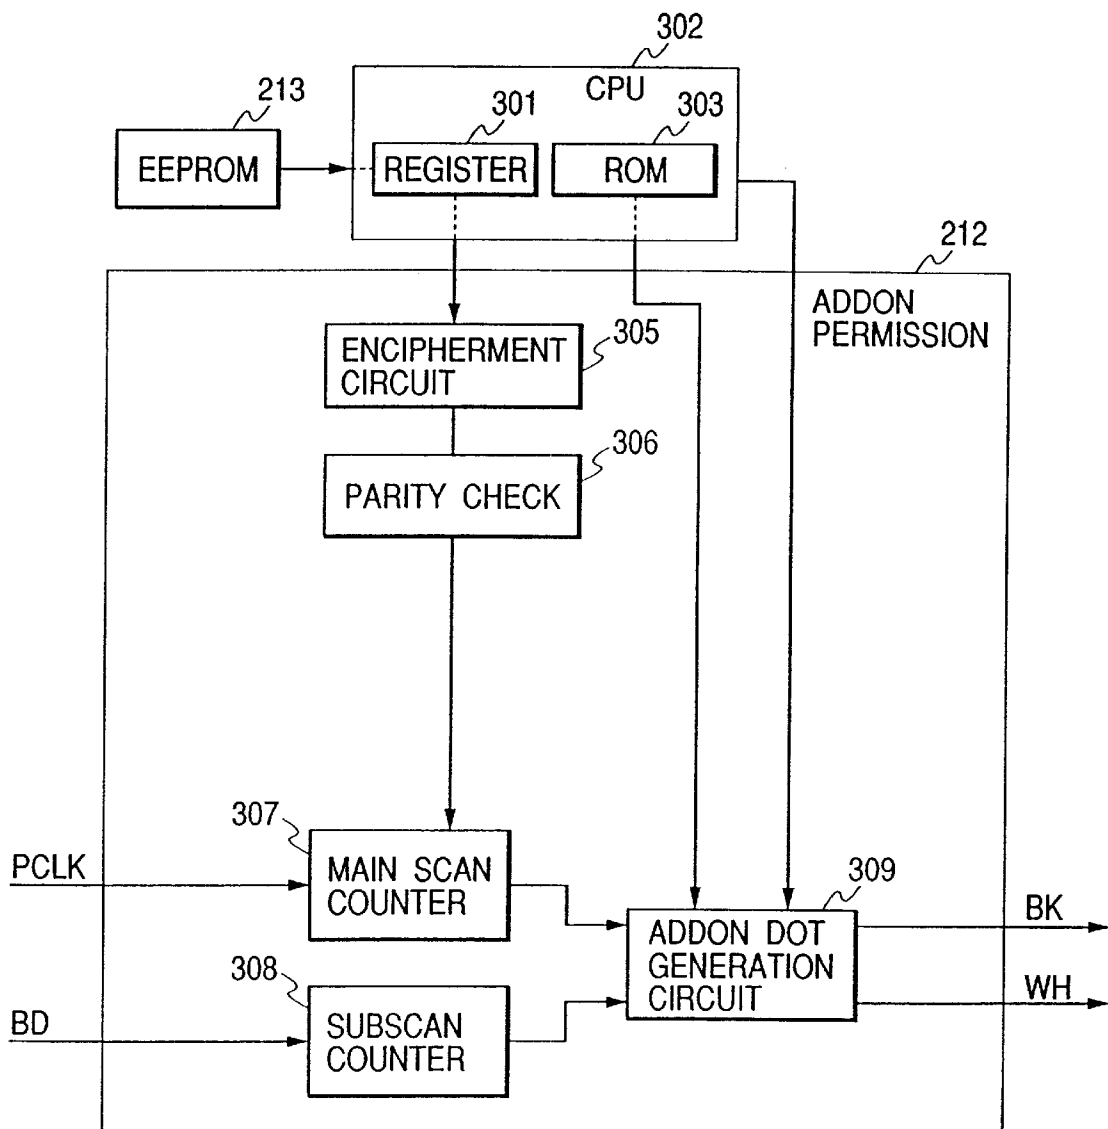 302
CPU
213
301
303
EEPROM
REGISTER
ROM
212
ADDON
PERMISSION
305
ENCIPHERMENT
CIRCUIT
306
PARITY CHECK
307
PCLK
MAIN SCAN
COUNTER
309
BK
ADDON DOT
GENERATION
CIRCUIT
WH
308
BD
SUBSCAN
COUNTER